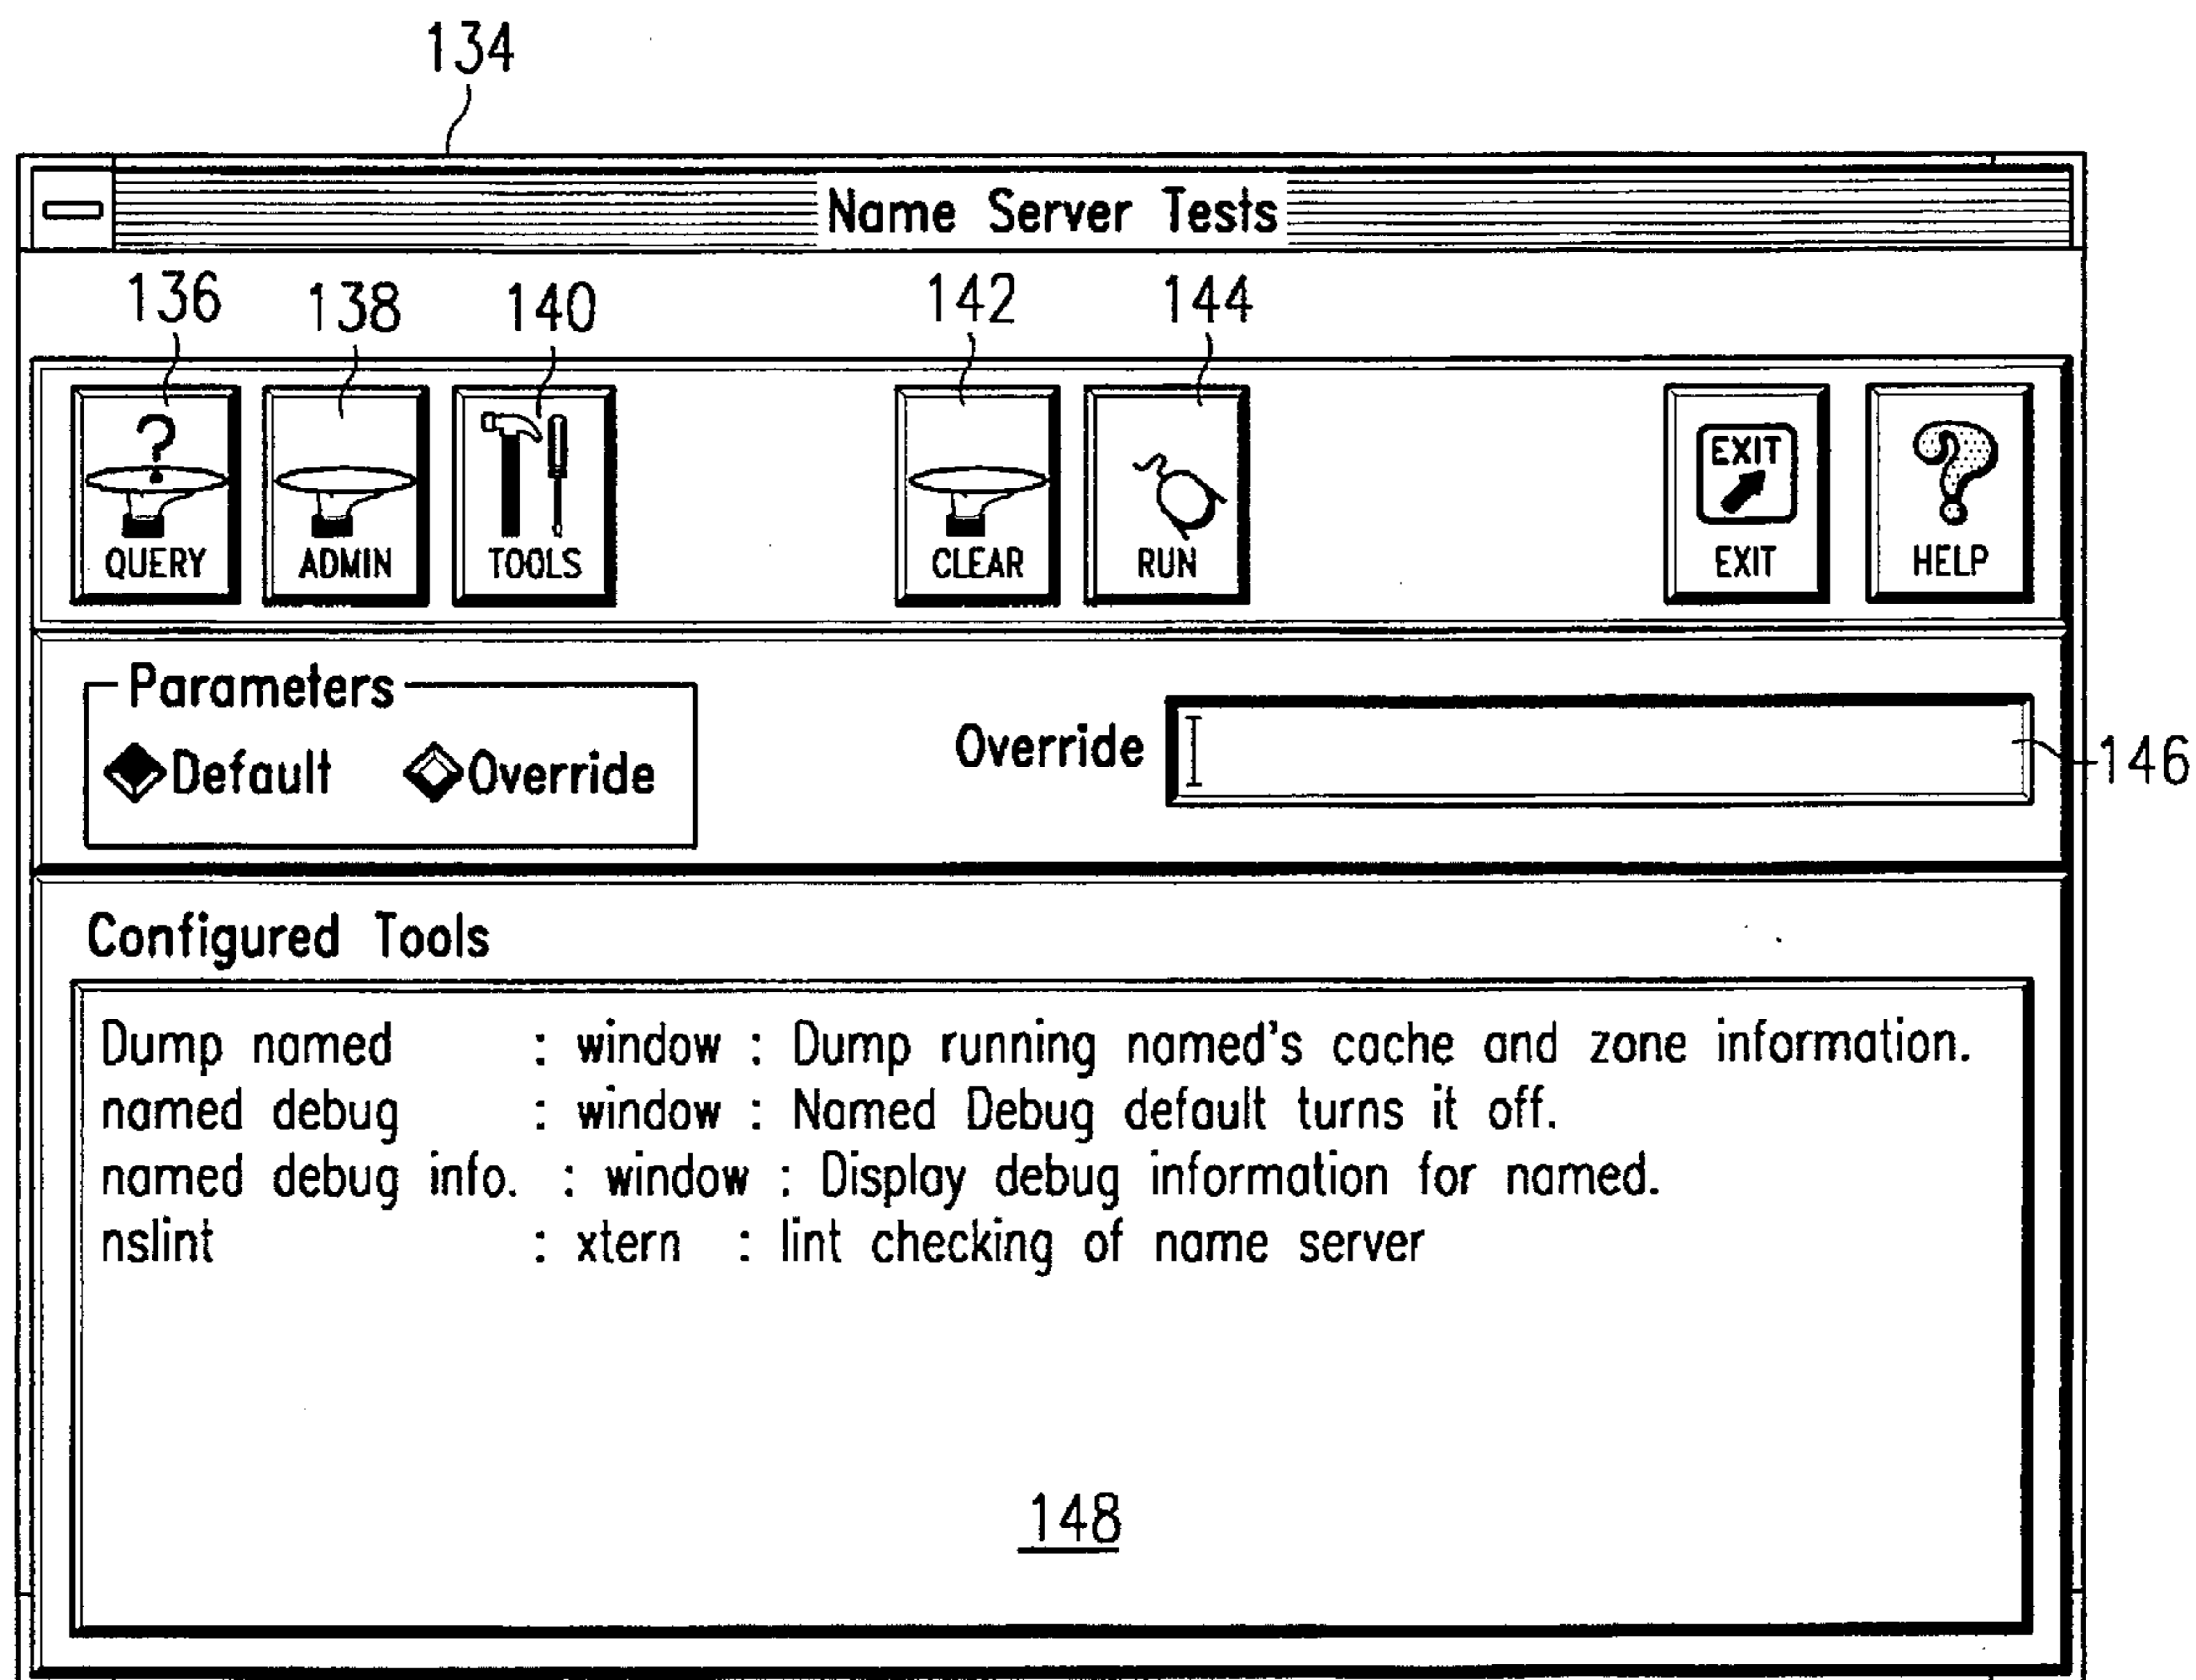 134
Name Server Tests
136 138 140 142 144
?
EXIT
QUERY ADMIN TOOLS CLEAR RUN EXIT HELP
Parameters
Default Override
Override
146
Configured Tools
Dump named : window : Dump running named's cache and zone information.
named debug : window : Named Debug default turns it off.
named debug info. : window : Display debug information for named.
nslint : xtern : lint checking of name server
148